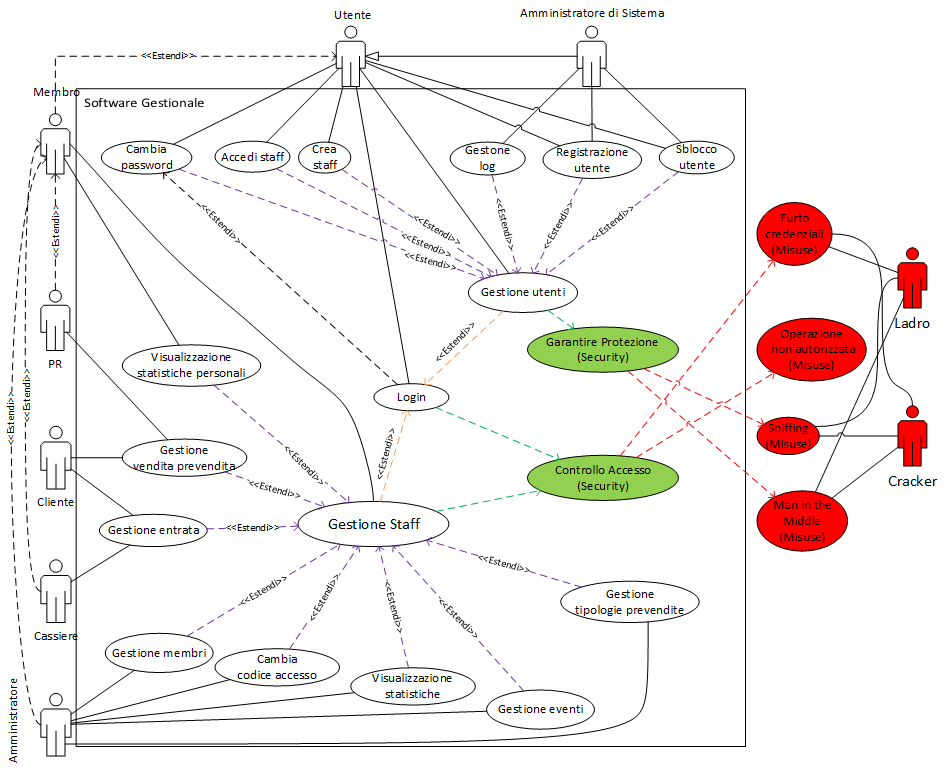 Utente
Amministratore di Sistema
<<Estendi>>
Membro
Software Gestionale
Cambia
password
Accedi staff
Crea
staff
Gestone
log
Registrazione
utente
Sblocco
utente
<<Estendi>>
<<Estendi>>
<<Estendi>>
<<Estendi>>
<<Estendi>>
<<Estendi>>
<<Estendi>>
<<Estendi>>
Furto
credenziali
(Misuse)
Gestione utenti
Ladro
PR
Garantire Protezione
(Security)
Operazione
non autorizzata
(Misuse)
<<Estendi>>
Visualizzazione
statistiche personali
Login
<<Estendi>>
<<Estendi>>
Sniffing
(Misuse)
<<Estendi>>
Gestione
vendita prevendita
<<Estendi>>
Controllo Accesso
(Security)
Cracker
Cliente
<<Estendi>>
Man in the
Middle
(Misuse)
Gestione entrata
<<Estendi>>
Gestione Staff
<<Estendi>>
Gestione
tipologie prevendite
Cassiere
<<Estendi>>
<<Estendi>>
<<Estendi>>
<<Estendi>>
Gestione membri
Cambia
codice accesso
Visualizzazione
statistiche
Gestione eventi
Amministratore